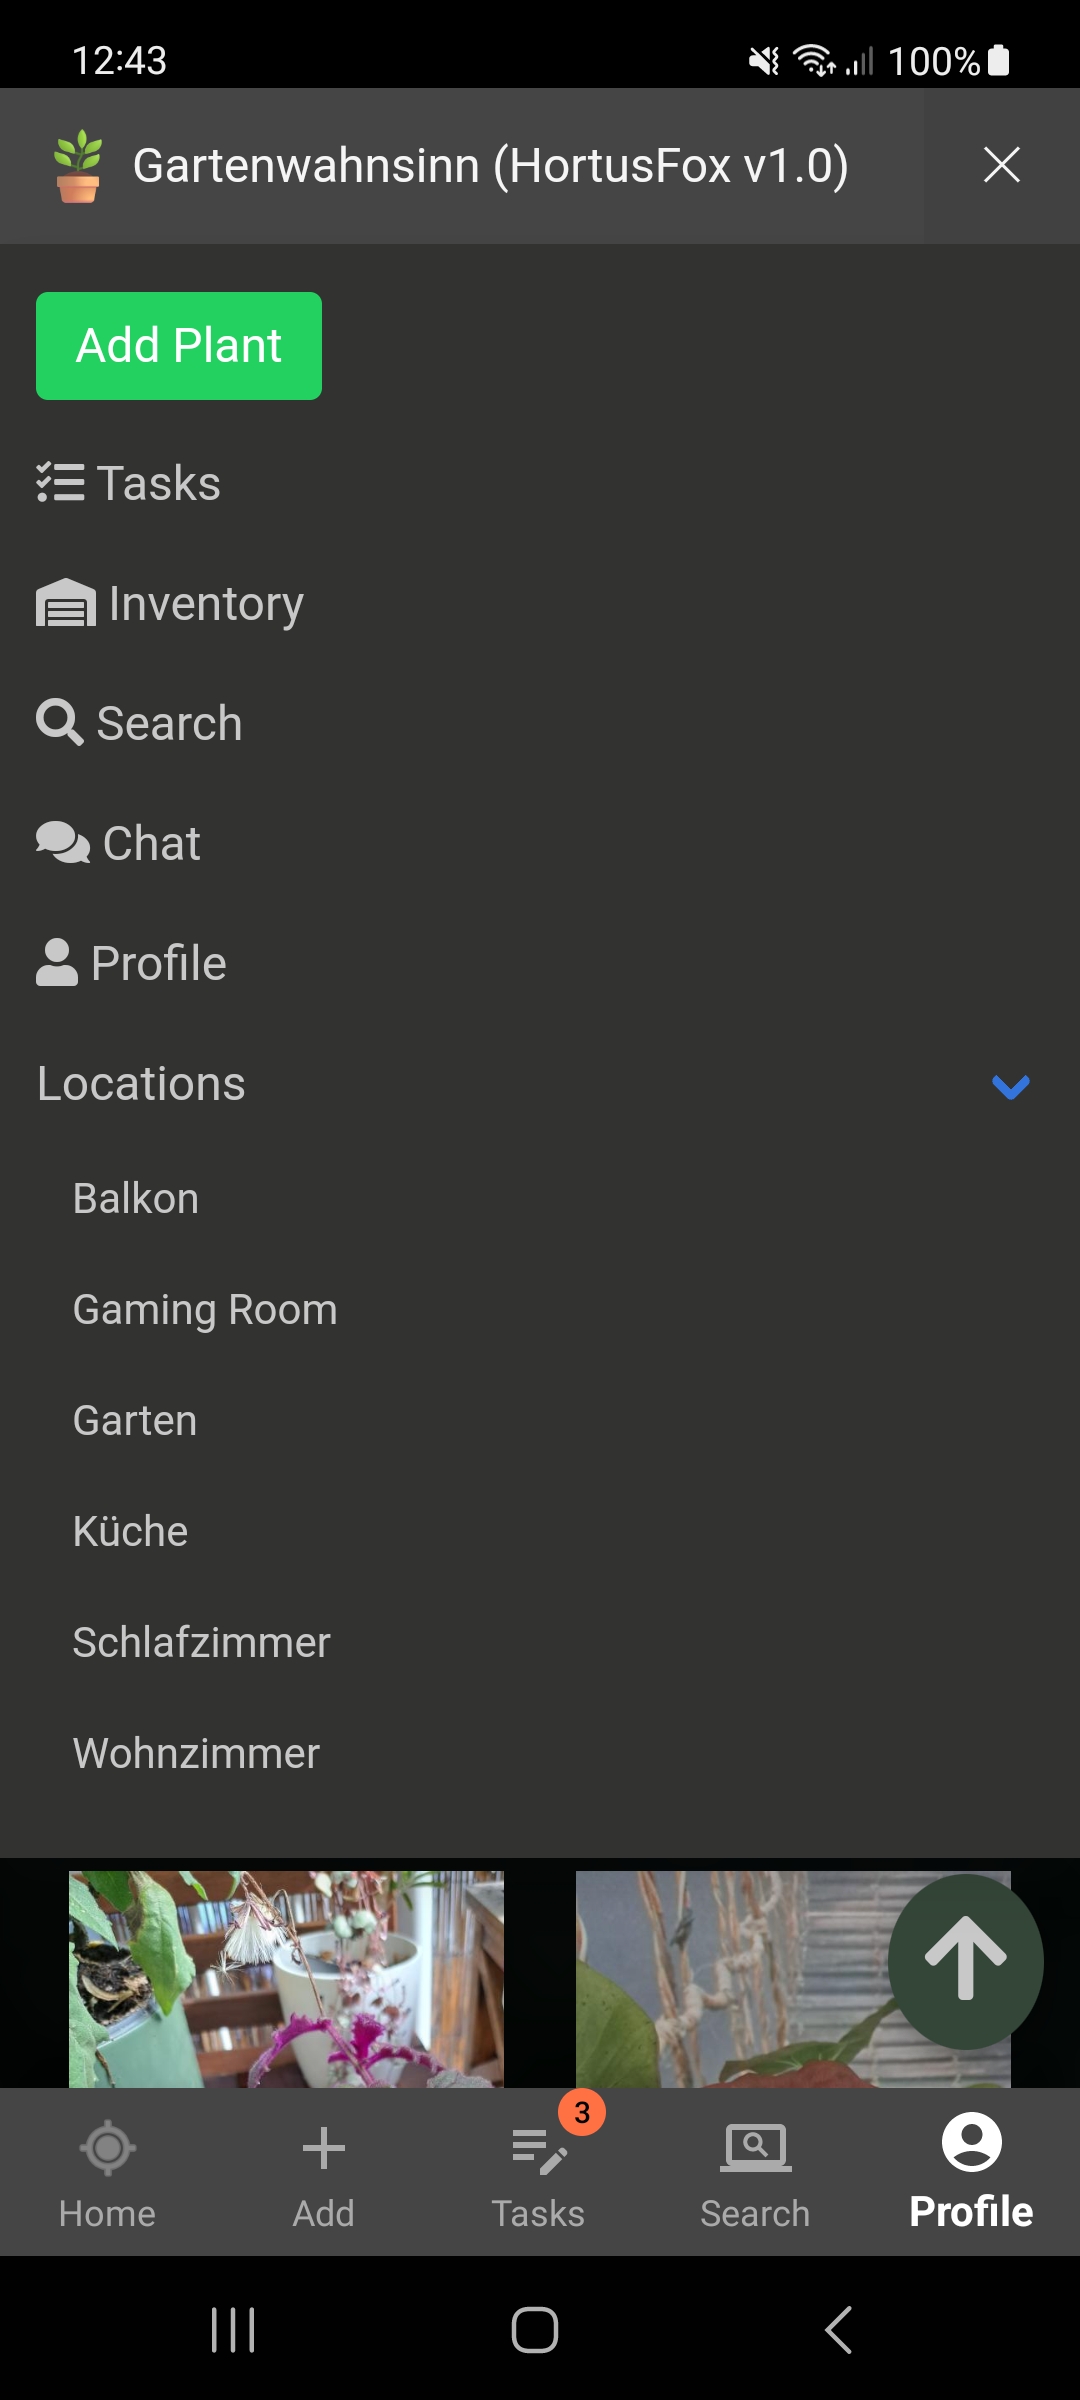 12:43
100%
Gartenwahnsinn (HortusFox v1.0)
Add Plant
Tasks
Inventory
Search
Chat
Profile
Locations
Balkon
Gaming Room
Garten
Küche
Schlafzimmer
Wohnzimmer
3
Home Add Tasks Search Profile